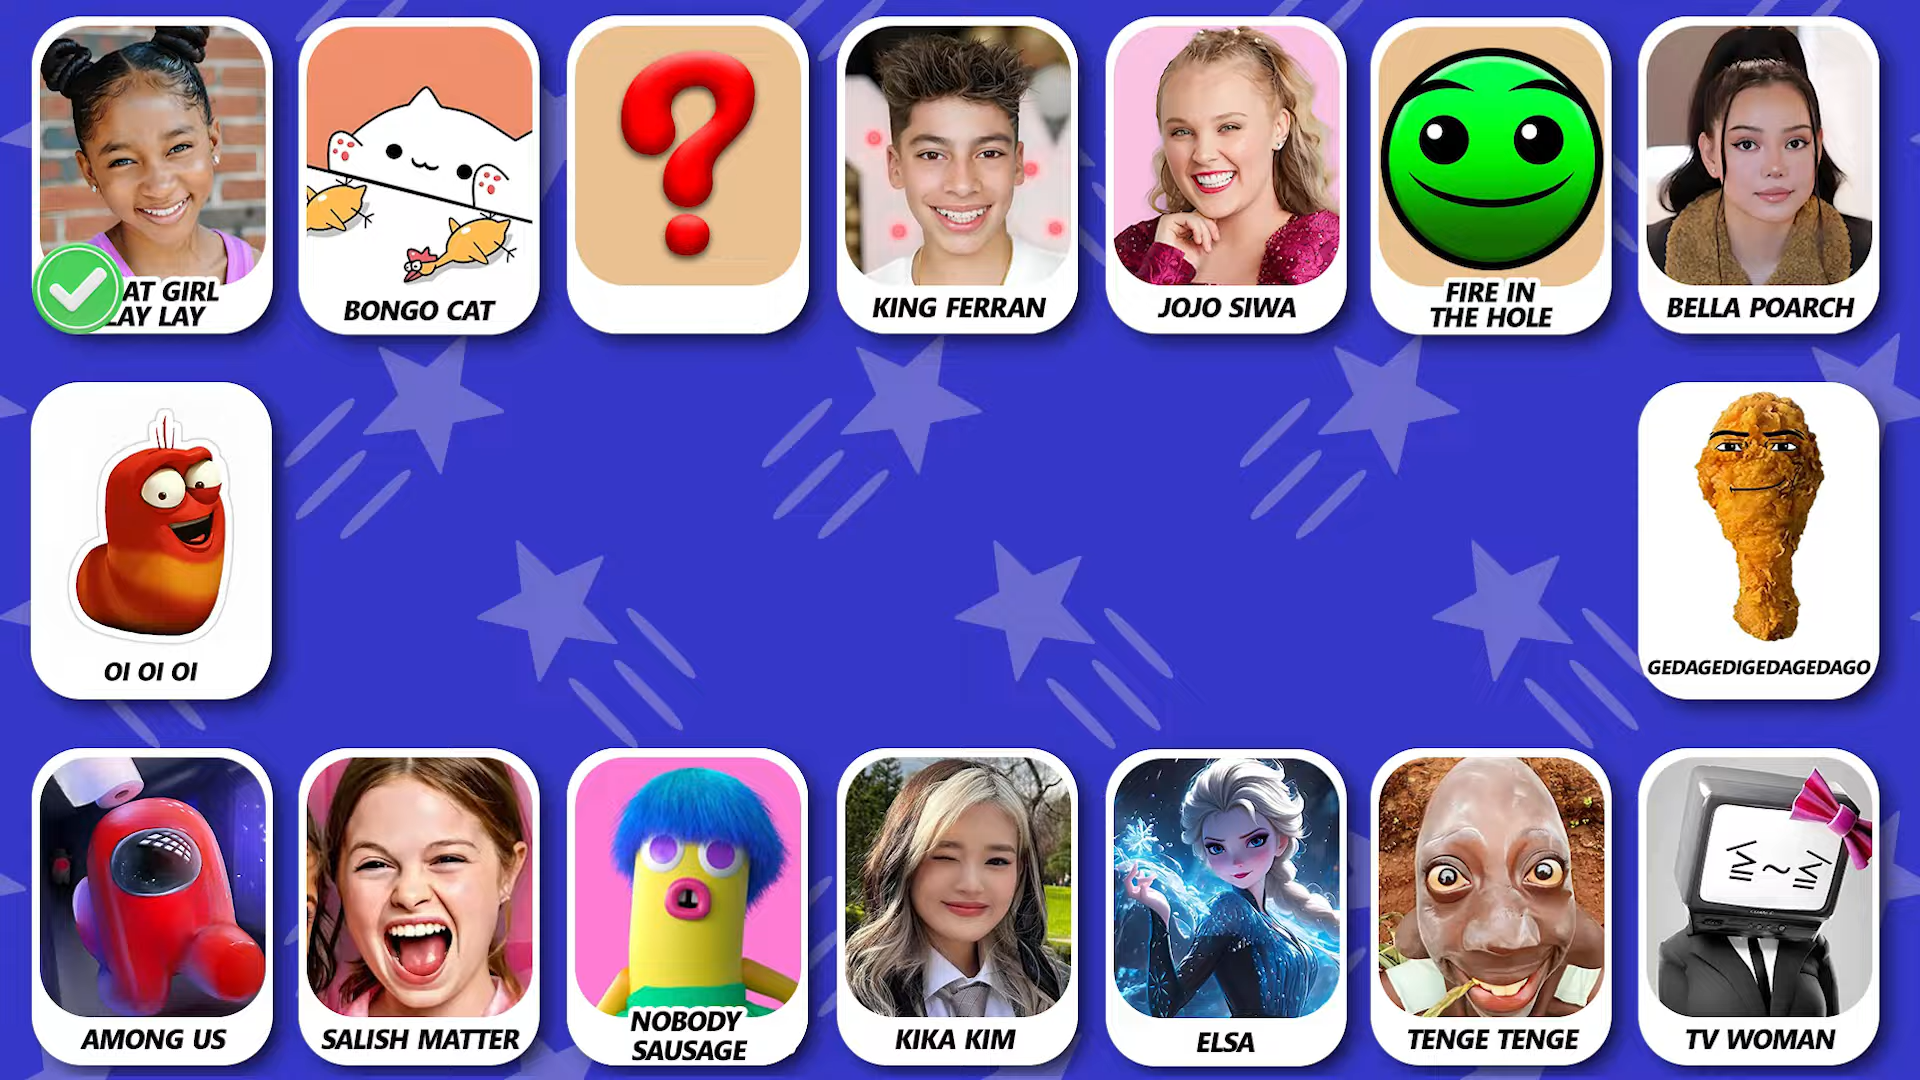 AT GIRL
LAY LAY
BONGO CAT
?
KING FERRAN
JOJO SIWA
FIRE IN
THE HOLE
BELLA POARCH
OI OI OI
GEDAGEDIGEDAGEDAGO
AMONG US
SALISH MATTER
NOBODY
SAUSAGE
KIKA KIM
ELSA
TENGE TENGE
TV WOMAN